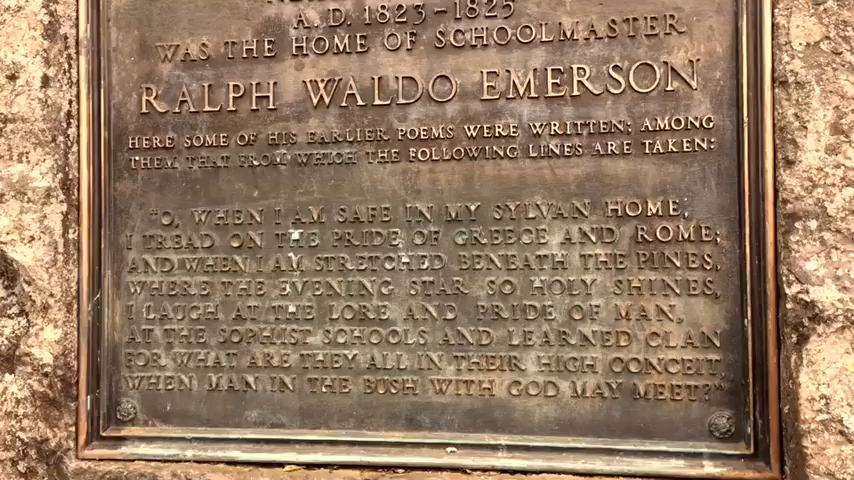 A. D. 1823-1825
WAS THE HOME OF SCHOOLMASTER
RALPH WALDO EMERSON
HERE SOME OF HIS EARLIER POEMS WERE WRITTEN; AMONG
THEM THAT FROM WHICH THE FOLLOWING LINES ARE TAKEN:
"O, WHEN I AM SAFE IN MY SYLVAN HOME,
I TREAD ON THE PRIDE OF GREECE AND ROME;
AND WHEN I AM STRETCHED BENEATH THE PINES,
WHERE THE EVENING STAR SO HOLY SHINES,
I LAUGH AT THE LORE AND PRIDE OF MAN,
AT THE SOPHIST SCHOOLS AND LEARNED CLAN
FOR WHAT ARE THEY ALL IN THEIR HIGH CONCEIT,
WHEN MAN IN THE BUSH WITH GOD MAY MEET?"